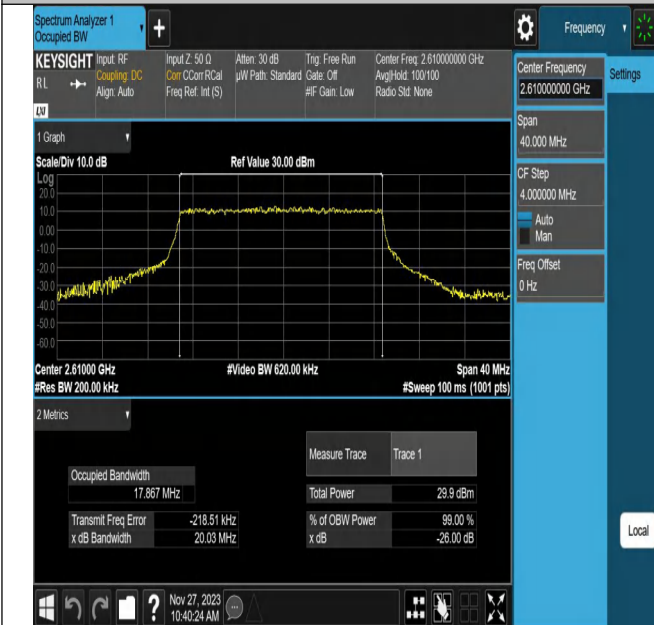 Spectrum Analyzer 1
Occupied BW
Frequency
KEYSIGHT
RL
LXI
Input: RF
Coupling: DC
Align: Auto
Input Z: 50 Ω
Corr CCorr RCal
Freq Ref: Int (S)
Atten: 30 dB
µW Path: Standard
Trig: Free Run
Gate: Off
#IF Gain: Low
Center Freq: 2.610000000 GHz
Avg|Hold: 100/100
Radio Std: None
Center Frequency
2.610000000 GHz
Settings
Span
40.000 MHz
CF Step
4.000000 MHz
Auto
Man
Freq Offset
0 Hz
Local
1 Graph
Scale/Div 10.0 dB
Ref Value 30.00 dBm
Log
20.0
10.0
0.00
-10.0
-20.0
-30.0
-40.0
-50.0
-60.0
Center 2.61000 GHz
#Video BW 620.00 kHz
Span 40 MHz
#Res BW 200.00 kHz
#Sweep 100 ms (1001 pts)
2 Metrics
Measure Trace Trace 1
Occupied Bandwidth
17.867 MHz
Total Power 29.9 dBm
Transmit Freq Error -218.51 kHz
% of OBW Power 99.00 %
x dB Bandwidth 20.03 MHz
x dB -26.00 dB
?
Nov 27, 2023
10:40:24 AM